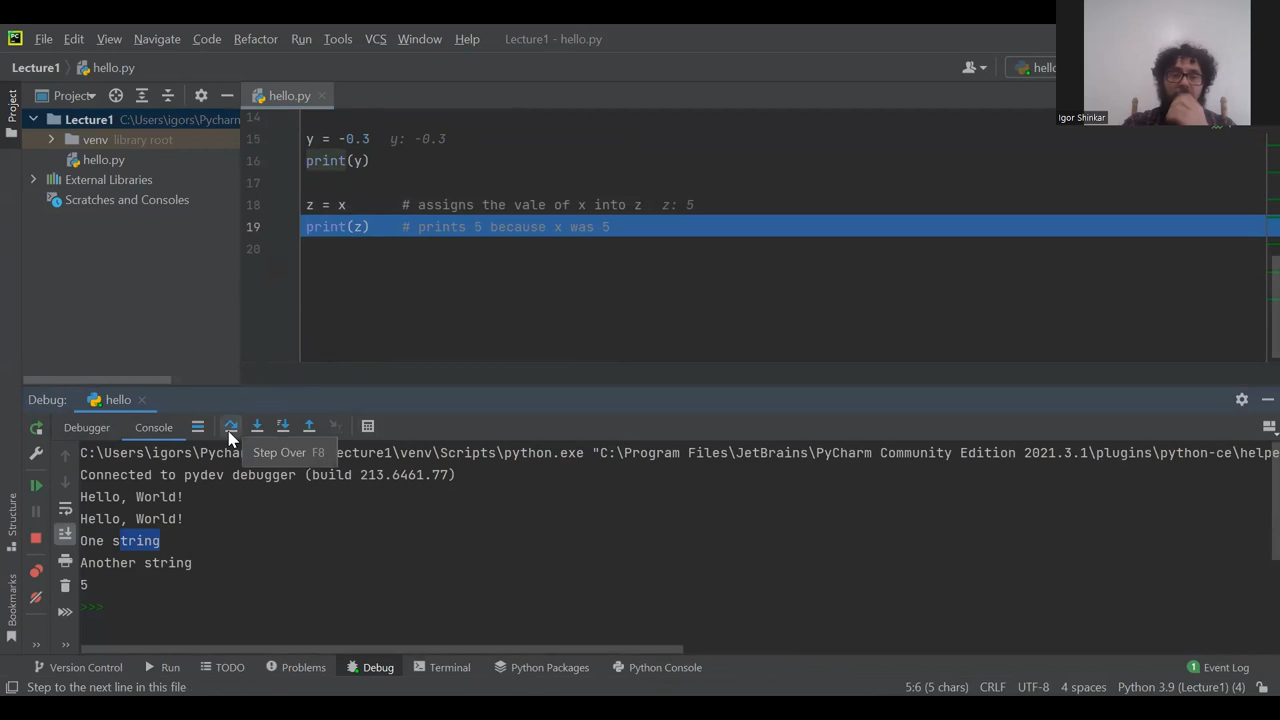 File Edit View Navigate Code Refactor Run Tools VCS Window Help Lecture1 - hello.py
Lecture1 hello.py hello
Igor Shinkar
Project
Project
hello.py
Lecture1 C:\Users\igors\Pycharm
venv library root
hello.py
External Libraries
Scratches and Consoles
14
15 y = -0.3 y: -0.3
16 print(y)
17
18 z = x # assigns the vale of x into z z: 5
19 print(z) # prints 5 because x was 5
20
Debug: hello
Debugger Console
Step Over F8
C:\Users\igors\Pychar lecture1\venv\Scripts\python.exe "C:\Program Files\JetBrains\PyCharm Community Edition 2021.3.1\plugins\python-ce\helpe
Connected to pydev debugger (build 213.6461.77)
Hello, World!
Hello, World!
One string
Another string
5
>>>
Structure
Bookmarks
Version Control Run TODO Problems Debug Terminal Python Packages Python Console 1 Event Log
Step to the next line in this file 5:6 (5 chars) CRLF UTF-8 4 spaces Python 3.9 (Lecture1) (4)